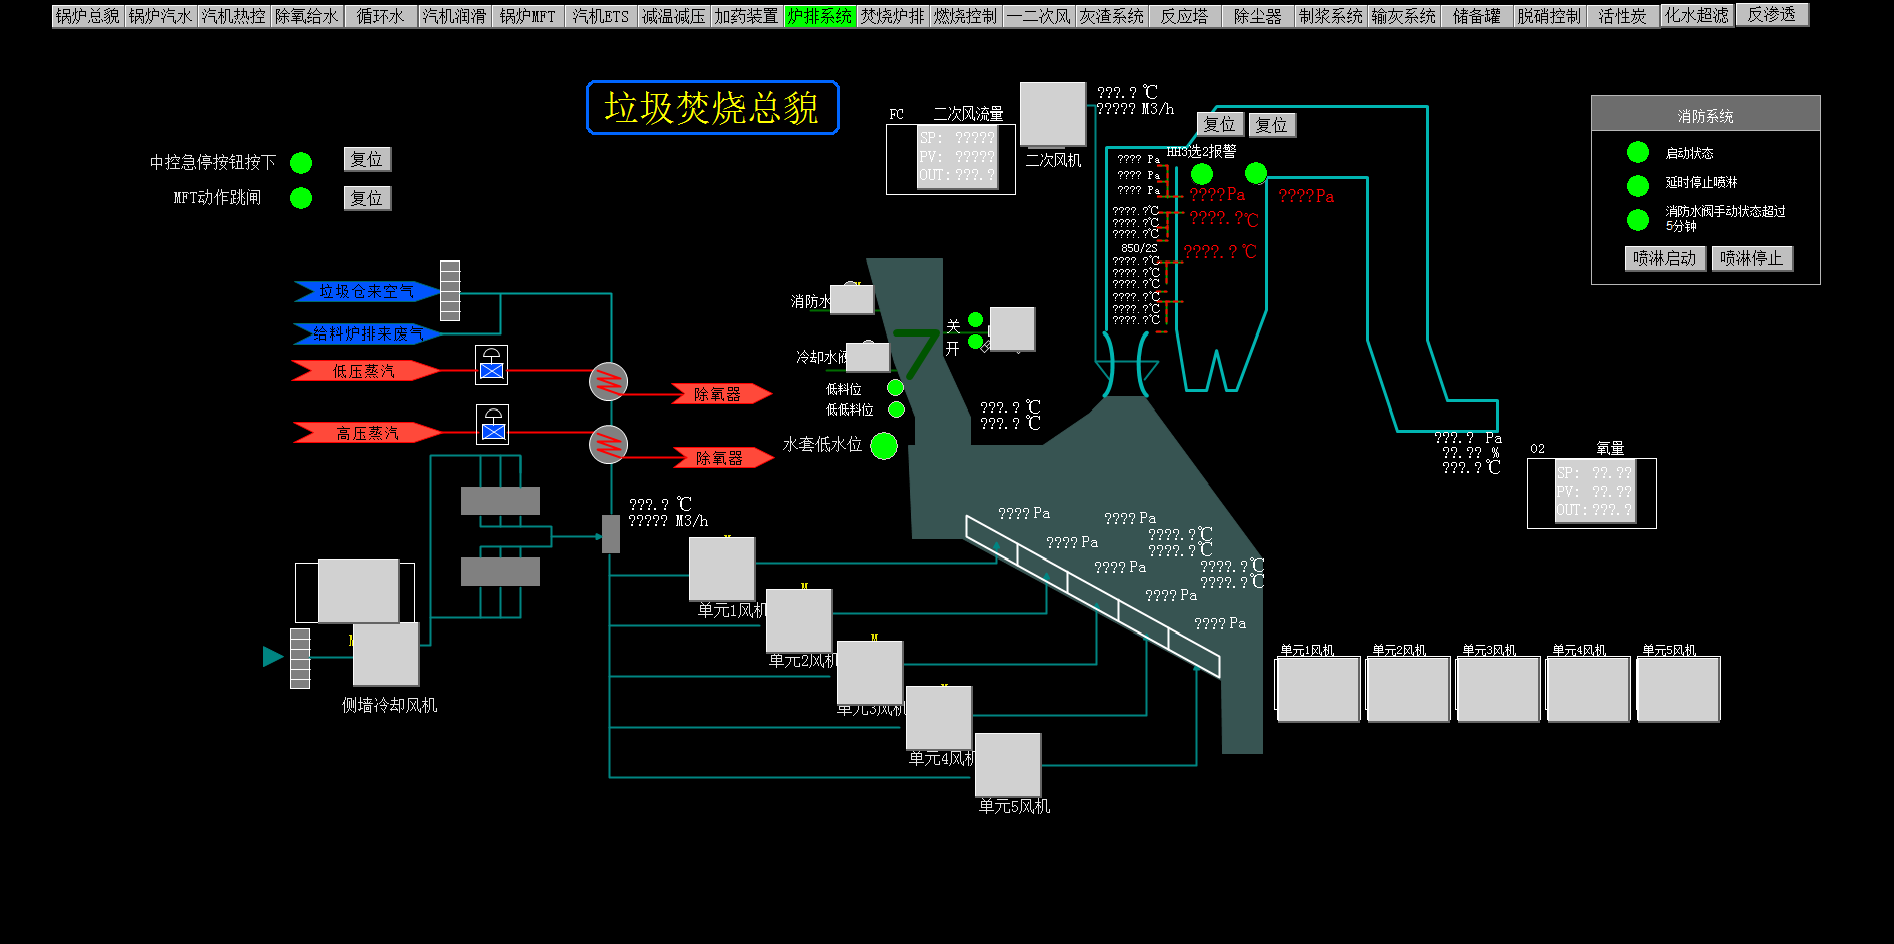 锅炉总貌 锅炉汽水 汽机热控 除氧给水 循环水 汽机润滑 锅炉MFT 汽机ETS 减温减压 加药装置 炉排系统 焚烧炉排 燃烧控制 一二次风 灰渣系统 反应塔 除尘器 制浆系统 输灰系统 储备罐 脱硝控制 活性炭 化水超滤 反渗透
垃圾焚烧总貌
中控急停按钮按下
复位
MFT动作跳闸
复位
FC 二次风流量
SP: ?????
PV: ?????
OUT:???.?
二次风机
???.?℃
????? M3/h
复位 复位
HH3选2报警
???? Pa
???? Pa
???? Pa
????.?℃
????.?℃
????.?℃
850/2S
????.?℃
????.?℃
????.?℃
????.?℃
????.?℃
????.?℃
????Pa
????.?℃
????.?℃
????Pa
消防系统
启动状态
延时停止喷淋
消防水阀手动状态超过
5分钟
喷淋启动 喷淋停止
垃圾仓来空气
给料炉排来废气
低压蒸汽
除氧器
高压蒸汽
除氧器
消防水
冷却水阀
关
开
低料位
低低料位
水套低水位
???.?℃
???.?℃
???.? Pa
??.?? %
???.?℃
O2 氧量
SP: ??.??
PV: ??.??
OUT:???.?
???.?℃
????? M3/h
????Pa
????Pa
????Pa
????Pa
????Pa
????Pa
????.?℃
????.?℃
????.?℃
????.?℃
M
侧墙冷却风机
M
单元1风机
M
单元2风机
M
单元3风机
M
单元4风机
单元5风机
单元1风机 单元2风机 单元3风机 单元4风机 单元5风机